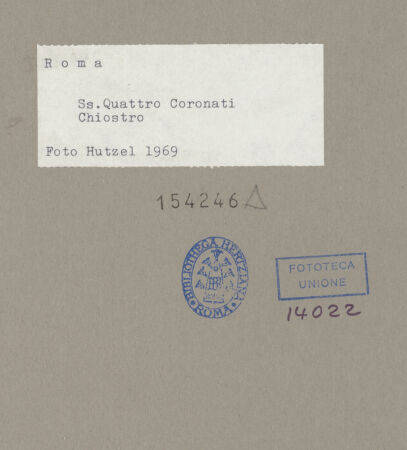 Roma
Ss.Quattro Coronati
Chiostro
Foto Hutzel 1969
154246
BIBLIOTHECA HERTZIANA
ROMA
FOTOTECA
UNIONE
14022